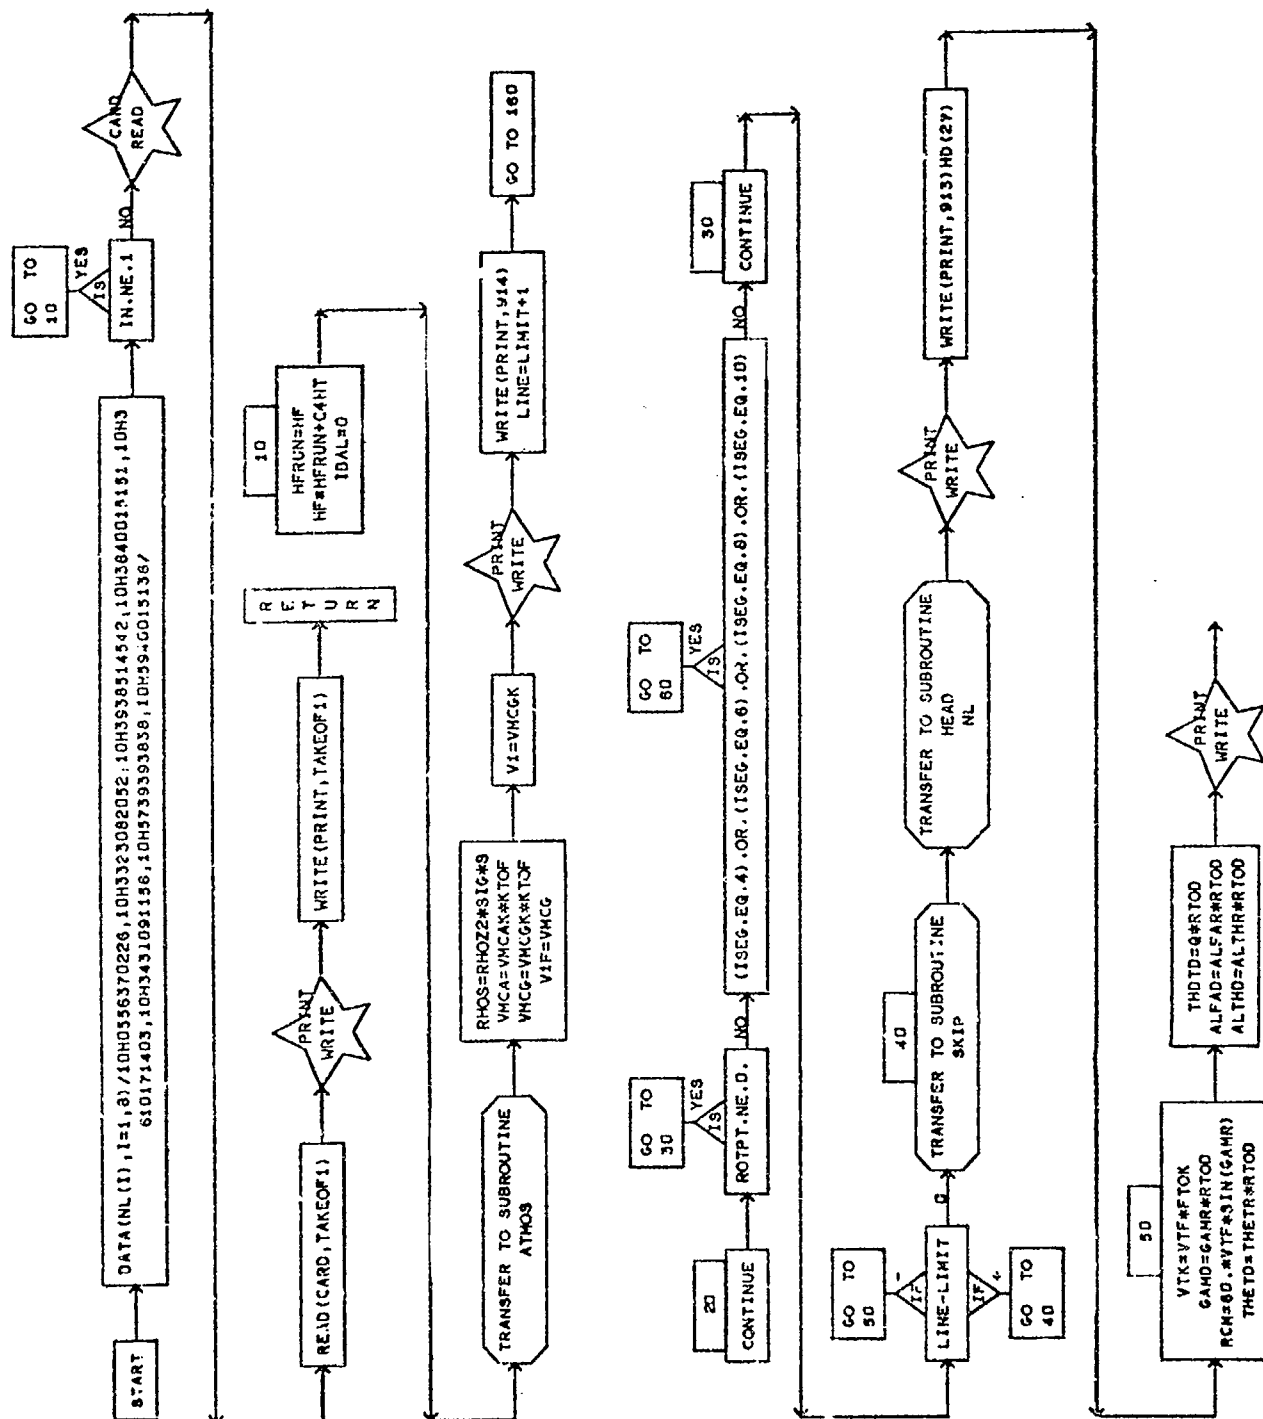 START
DATA(NL(I),I=1,8)/10H0556370226,10H3323082052,10H3938514542,10H3840015151,10H3
6101171403,10H3431091156,10H5739393838,10H5940015138/
GO TO
10
IS YES
IN.NE.1
NO
CARD
READ
READ(CARD,TAKEOF1)
PRINT
WRITE
WRITE(PRINT,TAKEOF1)
RETURN
10
HFRUN=HF
HF=HFRUN+C4HT
IBAL=0
TRANSFER TO SUBROUTINE
ATMOS
RHOS=RHOZ2*SIG*S
VMCA=VMCAK*KTOF
VMCG=VMCGK*KTOF
V1F=VMCG
V1=VMCGK
PRINT
WRITE
WRITE(PRINT,914)
LINE=LIMIT+1
GO TO 160
20
CONTINUE
GO TO
30
IS YES
ROTPT.NE.0.
NO
GO TO
60
IS YES
(ISEG.EQ.4).OR.(ISEG.EQ.6).OR.(ISEG.EQ.8).OR.(ISEG.EQ.10)
NO
30
CONTINUE
GO TO
50
IF -
LINE-LIMIT
0
IF +
GO TO
40
40
TRANSFER TO SUBROUTINE
SKIP
TRANSFER TO SUBROUTINE
HEAD
NL
PRINT
WRITE
WRITE(PRINT,913)HD(27)
50
VTK=VTF*FTOK
GAMD=GAMR*RTOD
RCM=60.*VTF*SIN(GAMR)
THETD=THETR*RTOD
THDTD=Q*RTOD
ALFAD=ALFAR*RTOD
ALTHD=ALTHR*RTOD
PRINT
WRITE